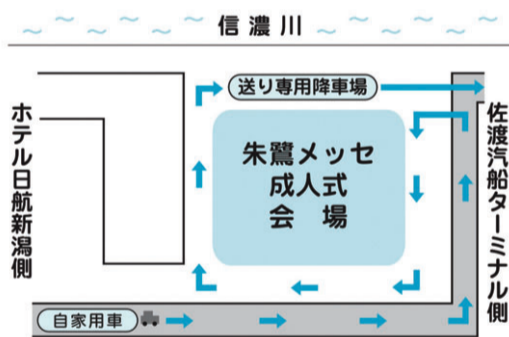 信濃川
送り専用降車場
朱鷺メッセ
成人式
会場
ホテル日航新潟側
佐渡汽船ターミナル側
自家用車